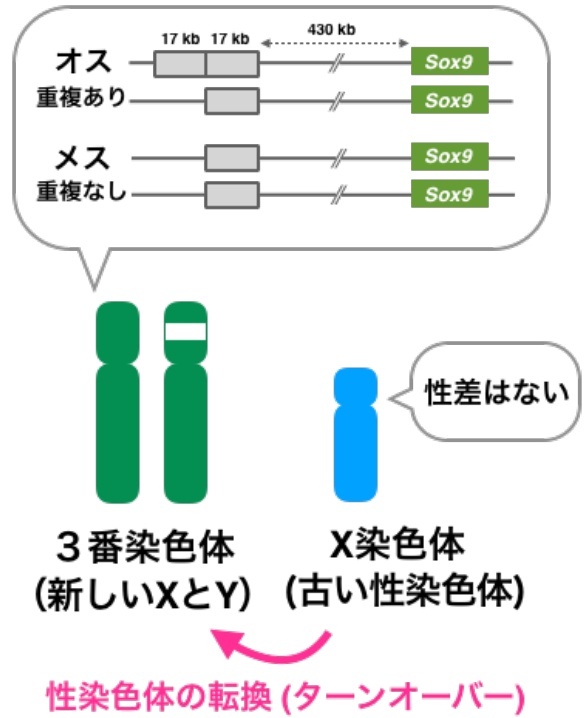 17 kb 17 kb 430 kb
オス Sox9
重複あり Sox9
メス Sox9
重複なし Sox9
性差はない
３番染色体
（新しいXとY）
X染色体
(古い性染色体)
性染色体の転換 (ターンオーバー)